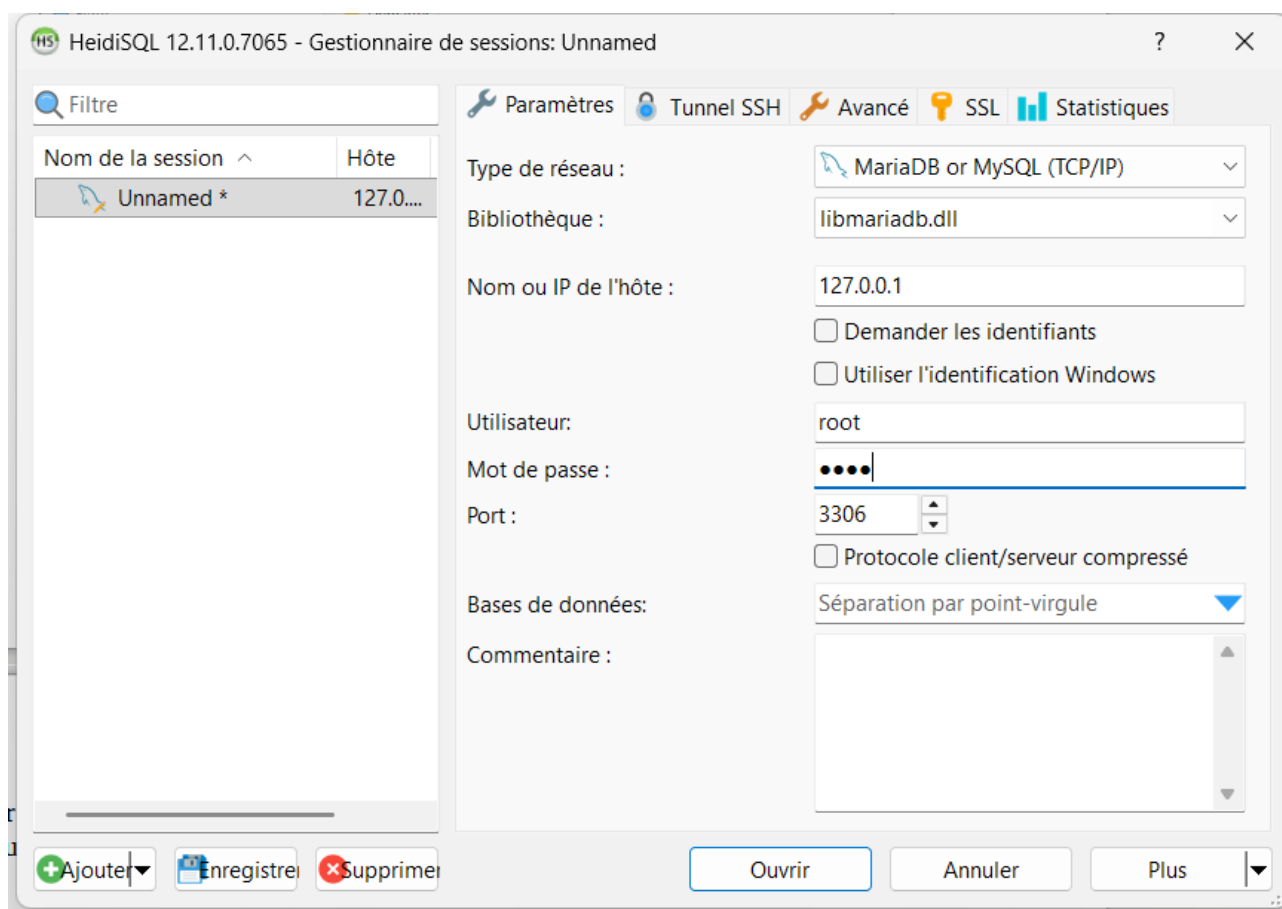 HeidiSQL 12.11.0.7065 - Gestionnaire de sessions: Unnamed
Filtre
Nom de la session Hôte
Unnamed * 127.0....
Paramètres Tunnel SSH Avancé SSL Statistiques
Type de réseau : MariaDB or MySQL (TCP/IP)
Bibliothèque : libmariadb.dll
Nom ou IP de l'hôte : 127.0.0.1
Demander les identifiants
Utiliser l'identification Windows
Utilisateur: root
Mot de passe : ••••
Port : 3306
Protocole client/serveur compressé
Bases de données: Séparation par point-virgule
Commentaire :
Ajouter Enregistrer Supprimer Ouvrir Annuler Plus